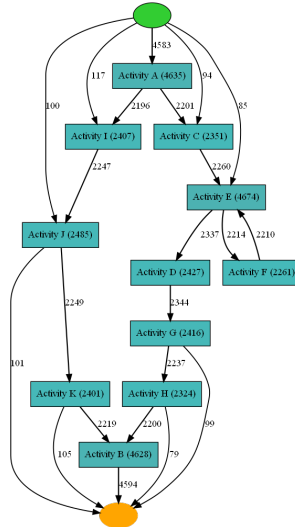 4583
117
94
Activity A (4635)
100
2196
2201
85
Activity I (2407)
Activity C (2351)
2247
2260
Activity E (4674)
Activity J (2485)
2337
2214
2210
Activity D (2427)
Activity F (2261)
2249
2344
Activity G (2416)
101
2237
Activity K (2401)
Activity H (2324)
2219
2200
99
105
79
Activity B (4628)
4594